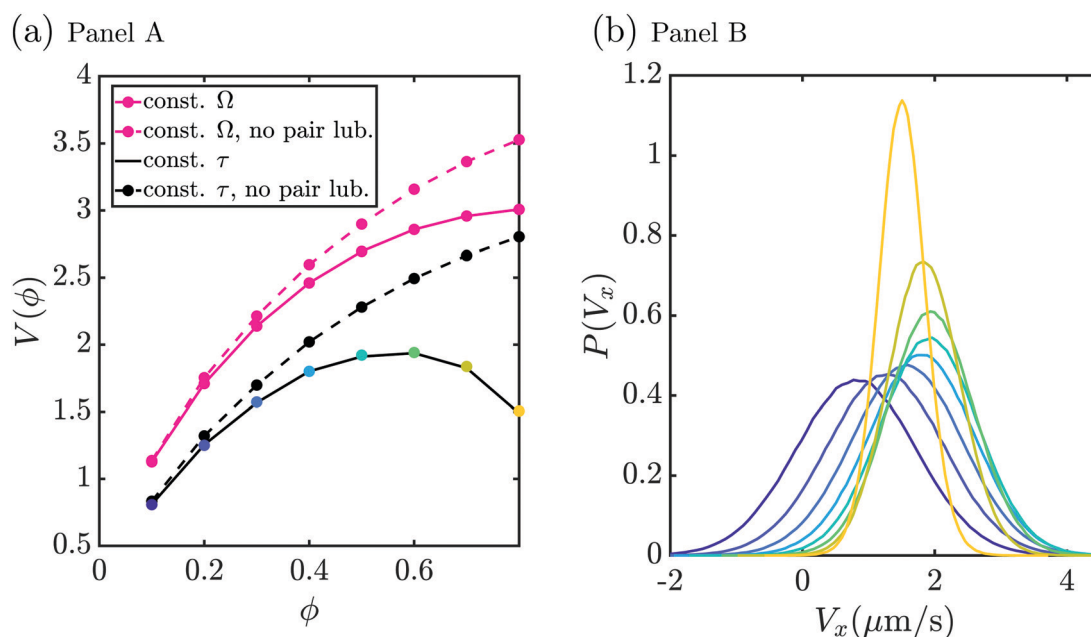 (a) Panel A
4
3.5
3
2.5
2
1.5
1
0.5
V(ϕ)
const. Ω
const. Ω, no pair lub.
const. τ
const. τ, no pair lub.
0 0.2 0.4 0.6
ϕ
(b) Panel B
1.2
1
0.8
0.6
0.4
0.2
0
P(Vₓ)
-2 0 2 4
Vₓ(μm/s)